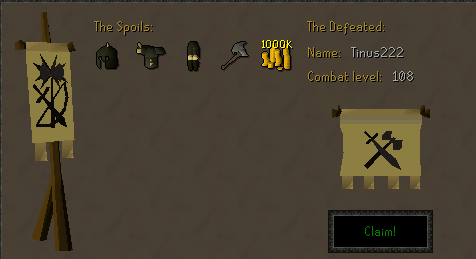 The Spoils:
1000K
The Defeated:
Name: Tinus222
Combat level: 108
Claim!